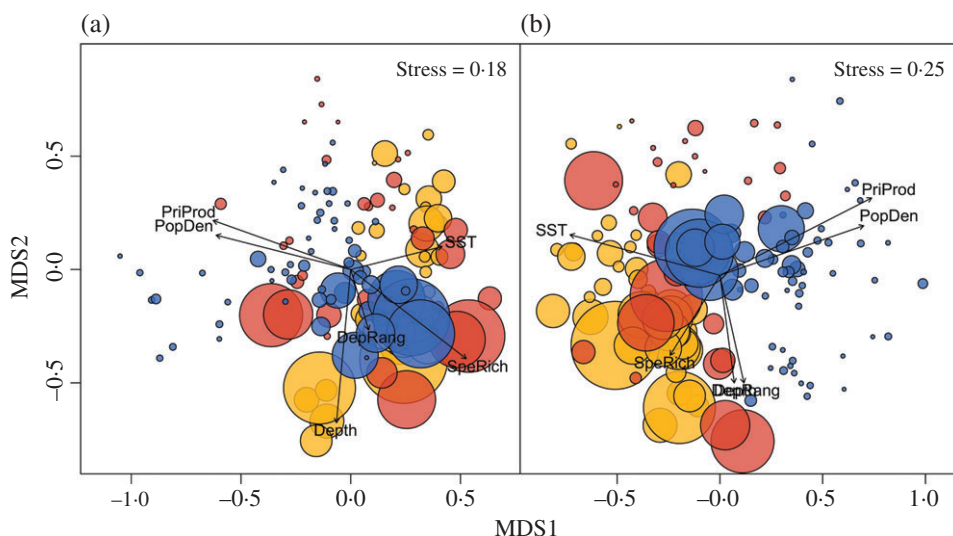 (a)
(b)
Stress = 0·18
Stress = 0·25
0·5
0·0
−0·5
MDS2
PriProd
PopDen
SST
DepRang
SpeRich
Depth
PriProd
PopDen
SST
SpeRich
DepRang
−1·0 −0·5 0·0 0·5
−0·5 −0·0 0·5 1·0
MDS1